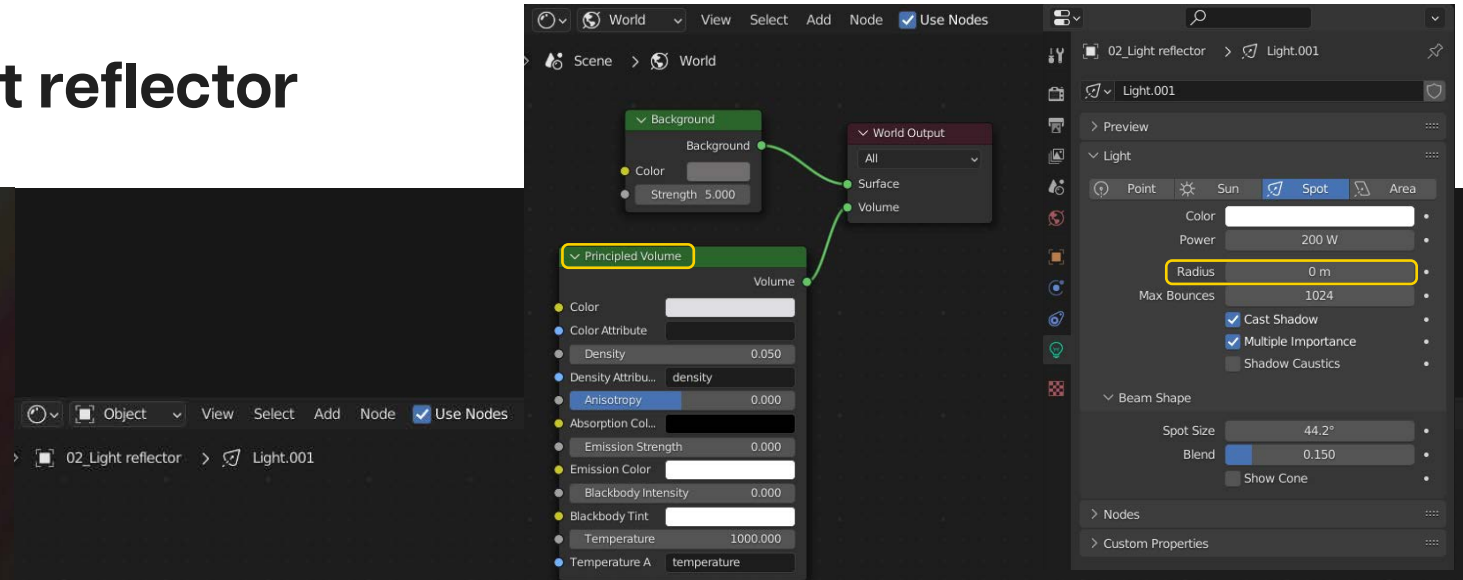 t reflector
World View Select Add Node Use Nodes
Scene > World
Background
Background
Color
Strength 5.000
World Output
All
Surface
Volume
Principled Volume
Volume
Color
Color Attribute
Density 0.050
Density Attribu... density
Anisotropy 0.000
Absorption Col...
Emission Strength 0.000
Emission Color
Blackbody Intensity 0.000
Blackbody Tint
Temperature 1000.000
Temperature A temperature
Object View Select Add Node Use Nodes
02_Light reflector > Light.001
02_Light reflector > Light.001
Light.001
> Preview
Light
Point Sun Spot Area
Color
Power 200 W
Radius 0 m
Max Bounces 1024
Cast Shadow
Multiple Importance
Shadow Caustics
Beam Shape
Spot Size 44.2°
Blend 0.150
Show Cone
> Nodes
> Custom Properties